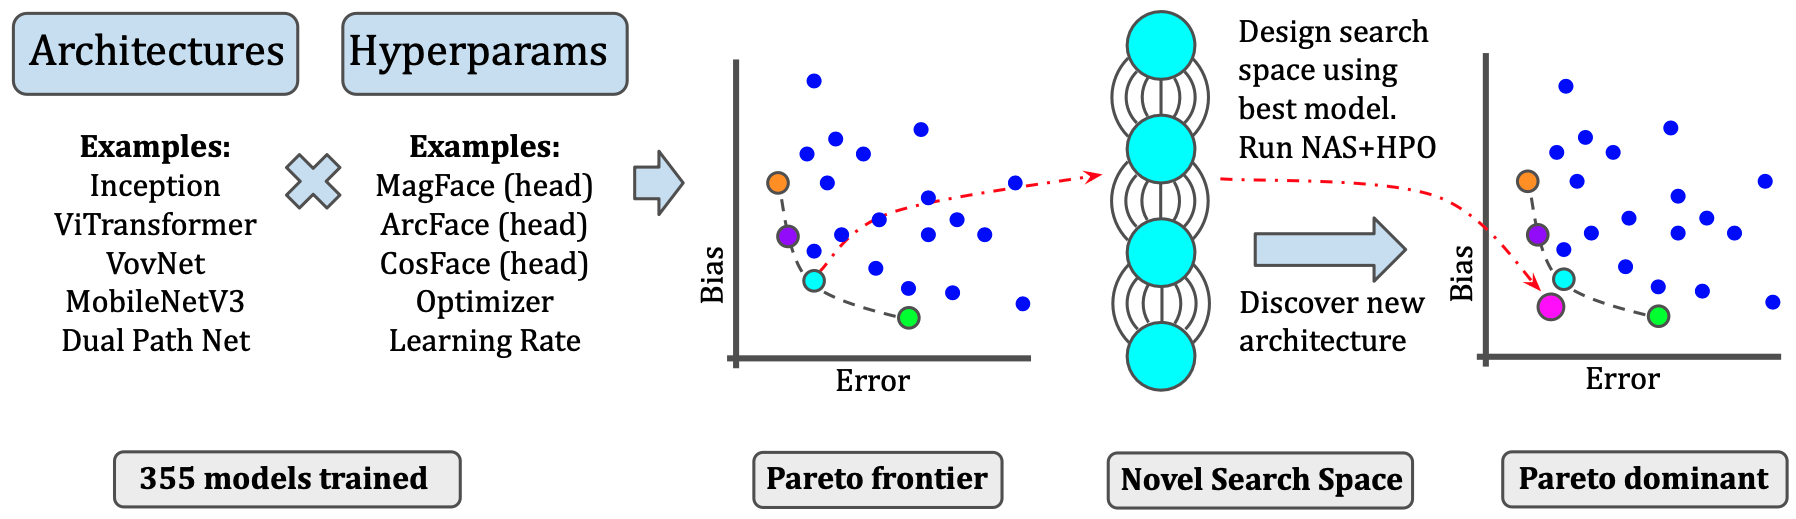 Architectures
Hyperparams
Examples:
Inception
ViTransformer
VovNet
MobileNetV3
Dual Path Net
Examples:
MagFace (head)
ArcFace (head)
CosFace (head)
Optimizer
Learning Rate
355 models trained
Bias
Error
Pareto frontier
Design search
space using
best model.
Run NAS+HPO
Discover new
architecture
Novel Search Space
Bias
Error
Pareto dominant